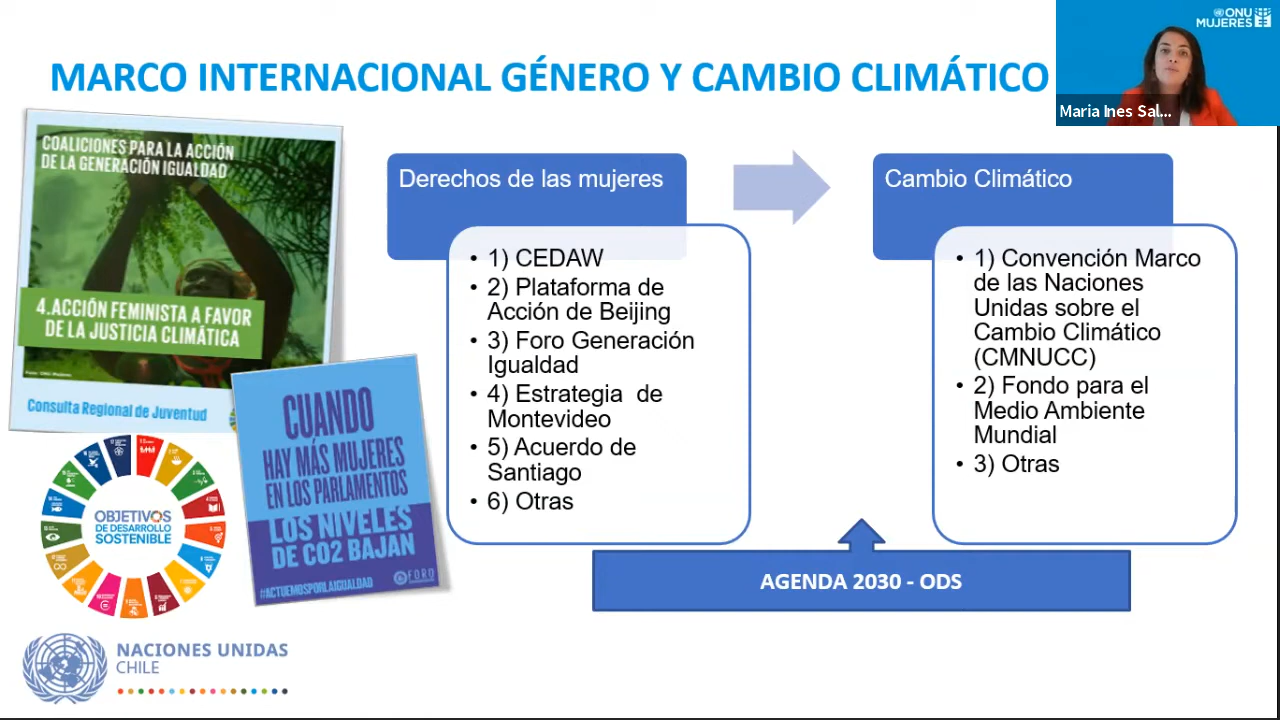 MARCO INTERNACIONAL GÉNERO Y CAMBIO CLIMÁTICO
ONU
MUJERES
Maria Ines Sal...
COALICIONES PARA LA ACCIÓN
DE LA GENERACIÓN IGUALDAD
4.ACCIÓN FEMINISTA A FAVOR
DE LA JUSTICIA CLIMÁTICA
Consulta Regional de Juventud
CUANDO
HAY MÁS MUJERES
EN LOS PARLAMENTOS
LOS NIVELES
DE CO2 BAJAN
#ACTUEMOSPORLAIGUALDAD
FORO
OBJETIVOS
DE DESARROLLO
SOSTENIBLE
NACIONES UNIDAS
CHILE
Derechos de las mujeres
• 1) CEDAW
• 2) Plataforma de
Acción de Beijing
• 3) Foro Generación
Igualdad
• 4) Estrategia de
Montevideo
• 5) Acuerdo de
Santiago
• 6) Otras
Cambio Climático
• 1) Convención Marco
de las Naciones
Unidas sobre el
Cambio Climático
(CMNUCC)
• 2) Fondo para el
Medio Ambiente
Mundial
• 3) Otras
AGENDA 2030 - ODS